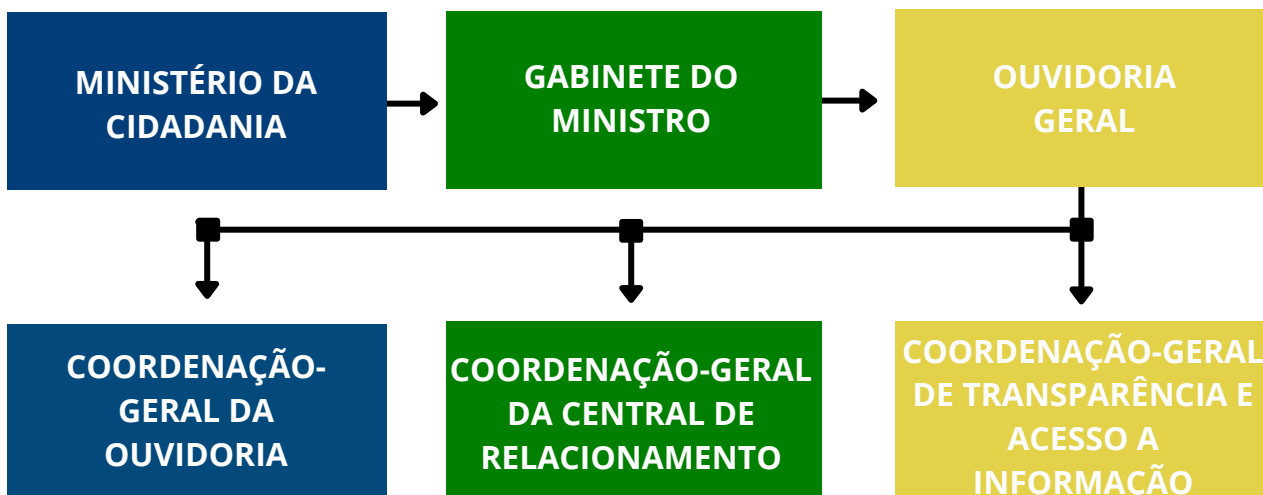 MINISTÉRIO DA
CIDADANIA
GABINETE DO
MINISTRO
OUVIDORIA
GERAL
COORDENAÇÃO-
GERAL DA
OUVIDORIA
COORDENAÇÃO-GERAL
DA CENTRAL DE
RELACIONAMENTO
COORDENAÇÃO-GERAL
DE TRANSPARÊNCIA E
ACESSO A
INFORMAÇÃO